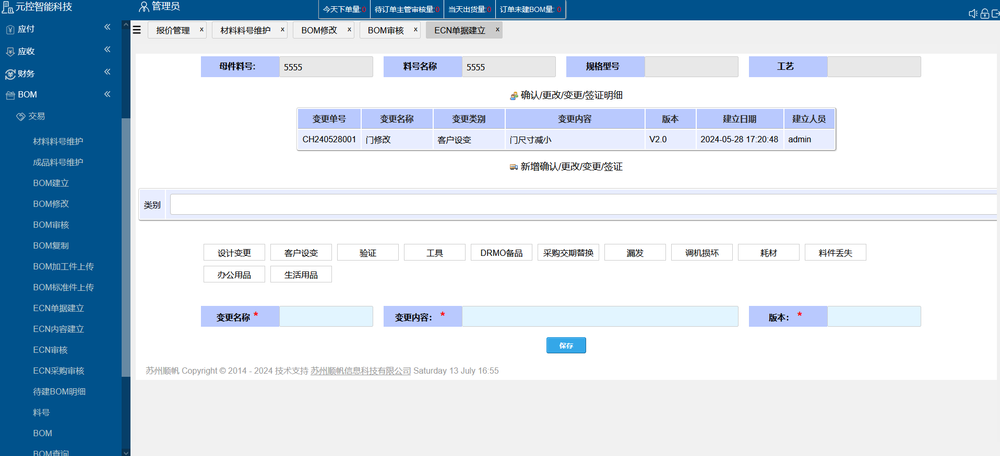 元控智能科技
管理员
今天下单量:0 待订单主管审核量:0 当天出货量:0 订单未建BOM量: 0
应付
应收
财务
BOM
交易
材料料号维护
成品料号维护
BOM建立
BOM修改
BOM审核
BOM复制
BOM加工件上传
BOM标准件上传
ECN单据建立
ECN内容建立
ECN审核
ECN采购审核
待建BOM明细
料号
BOM
BOM查询
报价管理 x 材料料号维护 x BOM修改 x BOM审核 x ECN单据建立 x
母件料号: 5555 料号名称 5555 规格型号 工艺
确认/更改/变更/签证明细
变更单号 变更名称 变更类别 变更内容 版本 建立日期 建立人员
CH240528001 门修改 客户设变 门尺寸减小 V2.0 2024-05-28 17:20:48 admin
新增确认/更改/变更/签证
类别
设计变更 客户设变 验证 工具 DRMO备品 采购交期替换 漏发 调机损坏 耗材 料件丢失
办公用品 生活用品
变更名称 * 变更内容： * 版本： *
保存
苏州顺帆 Copyright © 2014 - 2024 技术支持 苏州顺帆信息科技有限公司 Saturday 13 July 16:55